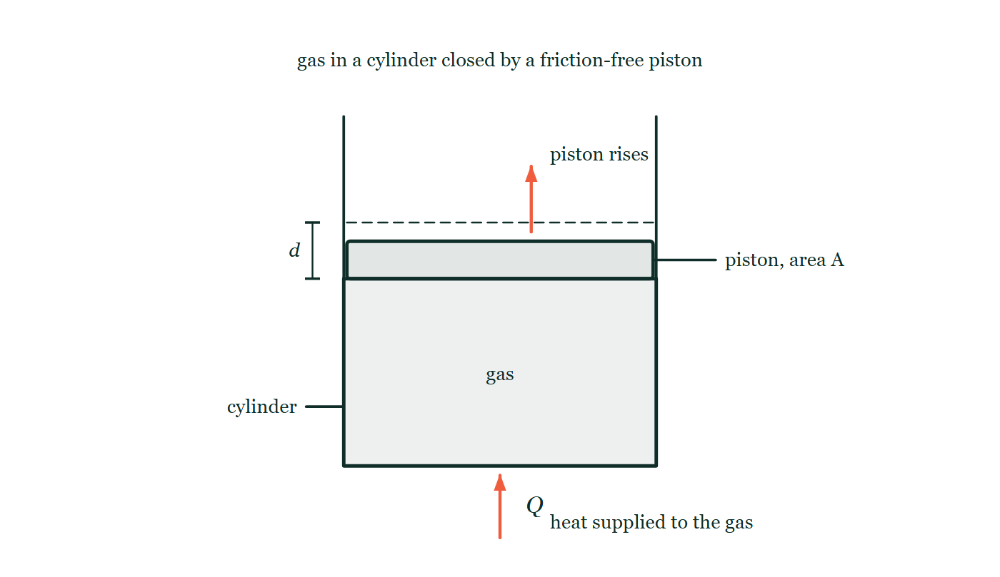 gas in a cylinder closed by a friction-free piston
piston rises
d
piston, area A
gas
cylinder
Q
heat supplied to the gas